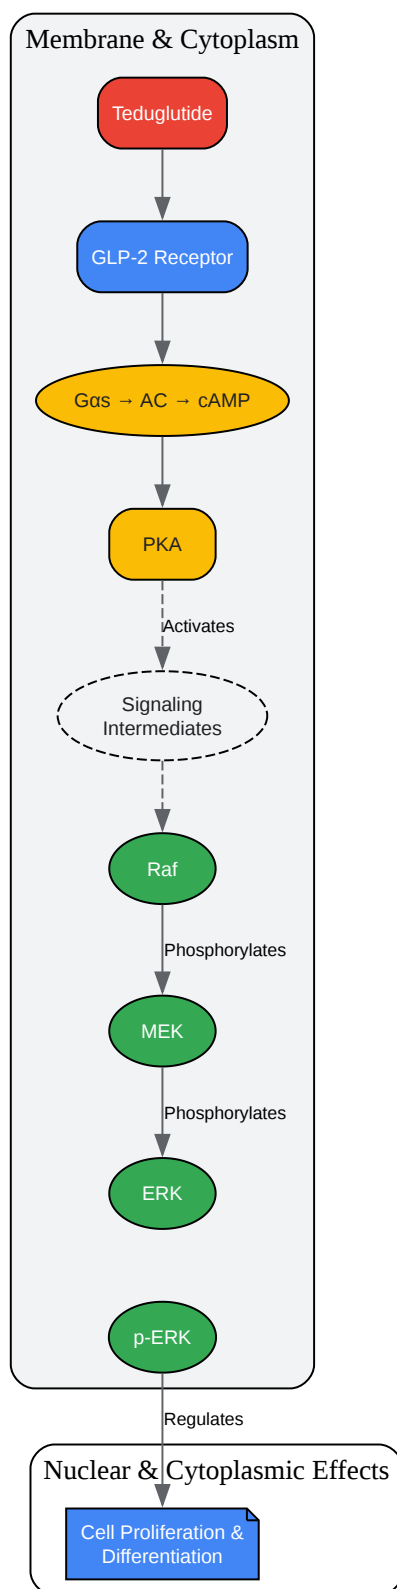 Membrane & Cytoplasm
Teduglutide
GLP-2 Receptor
Gαs → AC → cAMP
PKA
Activates
Signaling
Intermediates
Raf
Phosphorylates
MEK
Phosphorylates
ERK
p-ERK
Regulates
Nuclear & Cytoplasmic Effects
Cell Proliferation &
Differentiation